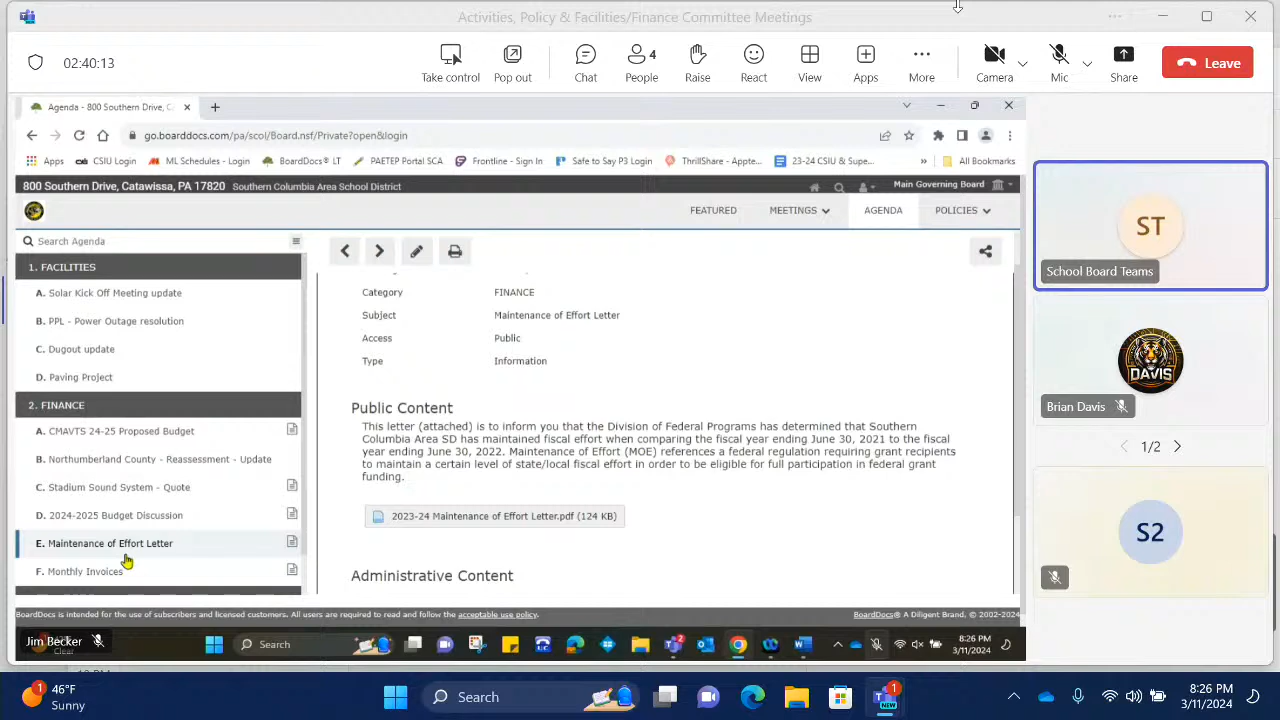 Activities, Policy & Facilities/Finance Committee Meetings
02:40:13
Take control
Pop out
Chat
4
People
Raise
React
View
Apps
More
Camera
Mic
Share
Leave
Agenda - 800 Southern Drive, C
go.boarddocs.com/pa/scol/Board.nsf/Private?open&login
Apps
CSIU Login
ML Schedules - Login
BoardDocs® LT
PAETEP Portal SCA
Frontline - Sign In
Safe to Say P3 Login
ThrillShare - Appte...
23-24 CSIU & Supe...
»
All Bookmarks
800 Southern Drive, Catawissa, PA 17820 Southern Columbia Area School District
Main Governing Board
FEATURED
MEETINGS
AGENDA
POLICIES
Search Agenda
1. FACILITIES
A. Solar Kick Off Meeting update
B. PPL - Power Outage resolution
C. Dugout update
D. Paving Project
2. FINANCE
A. CMAVTS 24-25 Proposed Budget
B. Northumberland County - Reassessment - Update
C. Stadium Sound System - Quote
D. 2024-2025 Budget Discussion
E. Maintenance of Effort Letter
F. Monthly Invoices
Category FINANCE
Subject Maintenance of Effort Letter
Access Public
Type Information
Public Content
This letter (attached) is to inform you that the Division of Federal Programs has determined that Southern
Columbia Area SD has maintained fiscal effort when comparing the fiscal year ending June 30, 2021 to the fiscal
year ending June 30, 2022. Maintenance of Effort (MOE) references a federal regulation requiring grant recipients
to maintain a certain level of state/local fiscal effort in order to be eligible for full participation in federal grant
funding.
2023-24 Maintenance of Effort Letter.pdf (124 KB)
Administrative Content
BoardDocs is intended for the use of subscribers and licensed customers. All users are required to read and follow the acceptable use policy.
BoardDocs® A Diligent Brand. © 2002-2024
Jim Becker
Clear
Search
2
8:26 PM
3/11/2024
ST
School Board Teams
DAVIS
Brian Davis
1/2
S2
1
46°F
Sunny
Search
1
NEW
8:26 PM
3/11/2024